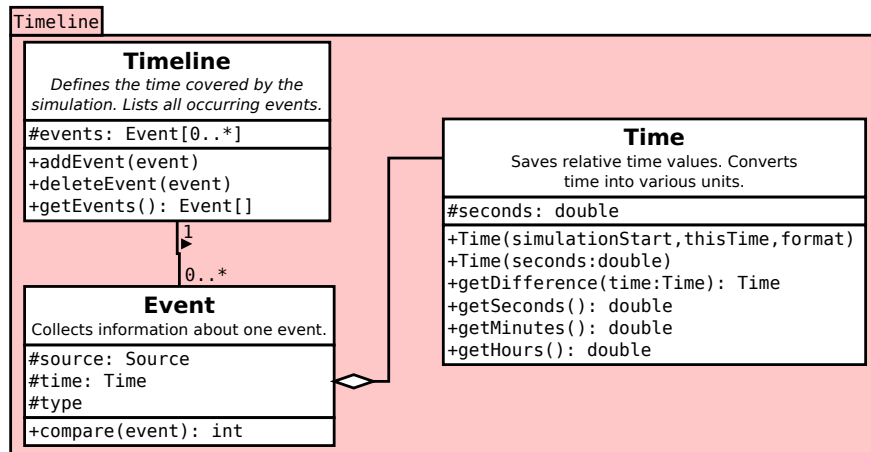 Timeline
Timeline
Defines the time covered by the
simulation. Lists all occurring events.
#events: Event[0..*]
+addEvent(event)
+deleteEvent(event)
+getEvents(): Event[]
1
0..*
Event
Collects information about one event.
#source: Source
#time: Time
#type
+compare(event): int
Time
Saves relative time values. Converts
time into various units.
#seconds: double
+Time(simulationStart,thisTime,format)
+Time(seconds:double)
+getDifference(time:Time): Time
+getSeconds(): double
+getMinutes(): double
+getHours(): double